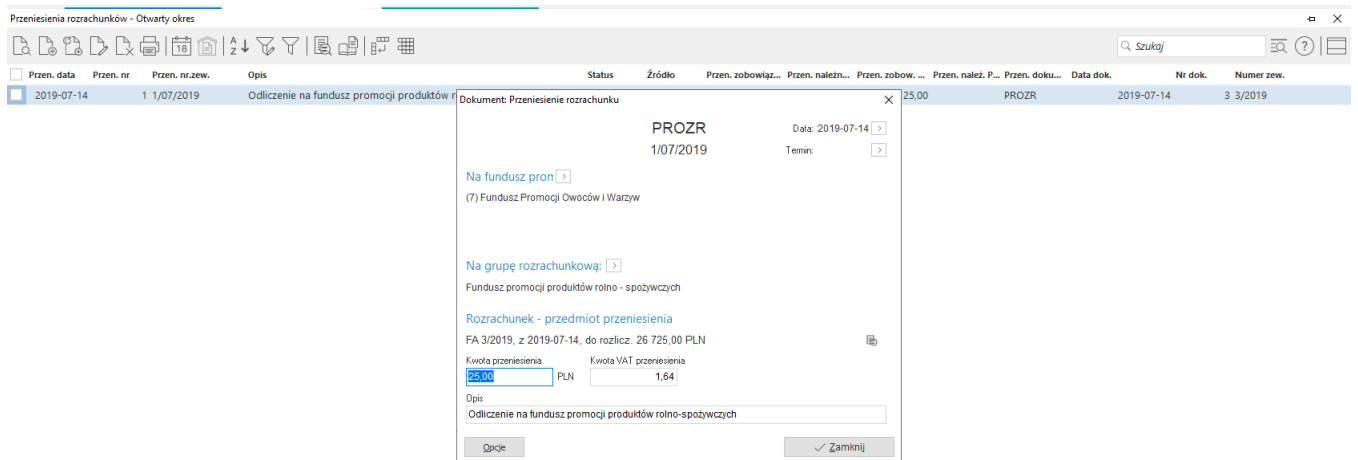 Przeniesienia rozrachunków - Otwarty okres
18
A Z
Szukaj
?
Przen. data Przen. nr Przen. nr.zew. Opis Status Źródło Przen. zobowiąz... Przen. należn... Przen. zobow. ... Przen. należ. P... Przen. doku... Data dok. Nr dok. Numer zew.
2019-07-14 1 1/07/2019 Odliczenie na fundusz promocji produktów r 25,00 PROZR 2019-07-14 3 3/2019
Dokument: Przeniesienie rozrachunku
PROZR Data: 2019-07-14
1/07/2019 Termin:
Na fundusz prom
(7) Fundusz Promocji Owoców i Warzyw
Na grupę rozrachunkową:
Fundusz promocji produktów rolno - spożywczych
Rozrachunek - przedmiot przeniesienia
FA 3/2019, z 2019-07-14, do rozlicz. 26 725,00 PLN
Kwota przeniesienia Kwota VAT przeniesienia
25,00 PLN 1,64
Opis
Odliczenie na fundusz promocji produktów rolno-spożywczych
Opcje Zamknij